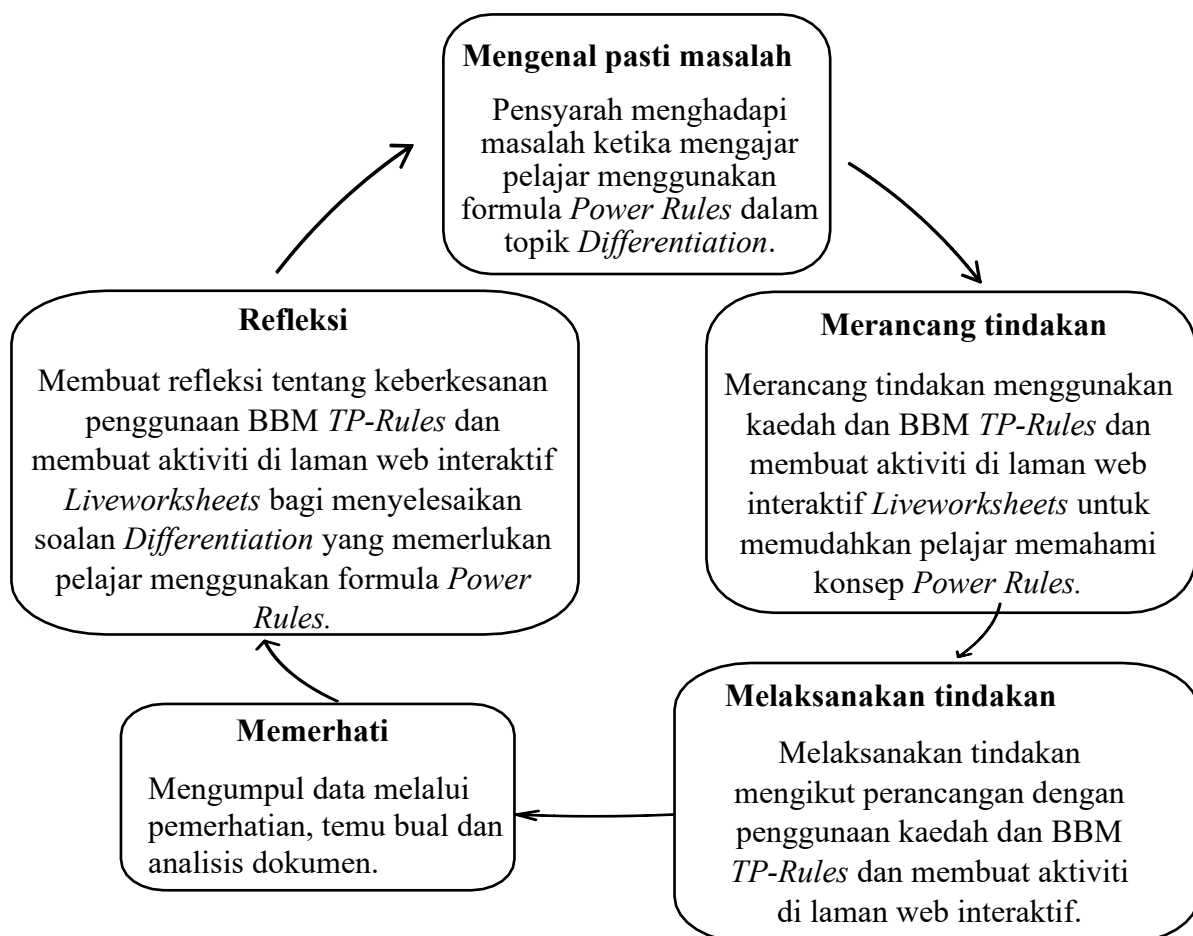 Mengenal pasti masalah
Pensyarah menghadapi
masalah ketika mengajar
pelajar menggunakan
formula Power Rules dalam
topik Differentiation.
Merancang tindakan
Merancang tindakan menggunakan
kaedah dan BBM TP-Rules dan
membuat aktiviti di laman web
interaktif Liveworksheets untuk
memudahkan pelajar memahami
konsep Power Rules.
Melaksanakan tindakan
Melaksanakan tindakan
mengikut perancangan dengan
penggunaan kaedah dan BBM
TP-Rules dan membuat aktiviti
di laman web interaktif.
Memerhati
Mengumpul data melalui
pemerhatian, temu bual dan
analisis dokumen.
Refleksi
Membuat refleksi tentang keberkesanan
penggunaan BBM TP-Rules dan
membuat aktiviti di laman web interaktif
Liveworksheets bagi menyelesaikan
soalan Differentiation yang memerlukan
pelajar menggunakan formula Power
Rules.